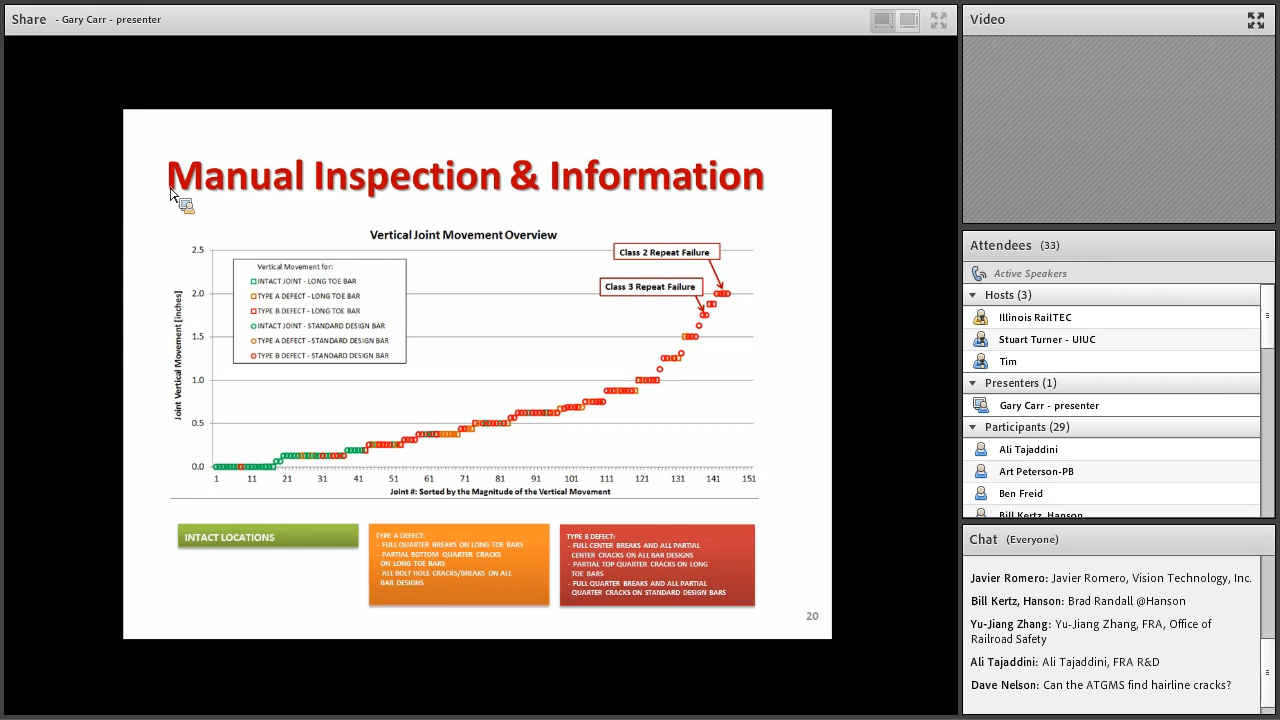 Share - Gary Carr - presenter
Manual Inspection & Information
Vertical Joint Movement Overview
Joint Vertical Movement [inches]
2.5
2.0
1.5
1.0
0.5
0.0
Vertical Movement for:
INTACT JOINT - LONG TOE BAR
TYPE A DEFECT - LONG TOE BAR
TYPE B DEFECT - LONG TOE BAR
INTACT JOINT - STANDARD DESIGN BAR
TYPE A DEFECT - STANDARD DESIGN BAR
TYPE B DEFECT - STANDARD DESIGN BAR
Class 2 Repeat Failure
Class 3 Repeat Failure
1 11 21 31 41 51 61 71 81 91 101 111 121 131 141 151
Joint #: Sorted by the Magnitude of the Vertical Movement
INTACT LOCATIONS
TYPE A DEFECT:
- FULL QUARTER BREAKS ON LONG TOE BARS
- PARTIAL BOTTOM QUARTER CRACKS
ON LONG TOE BARS
- ALL BOLT HOLE CRACKS/BREAKS ON ALL
BAR DESIGNS
TYPE B DEFECT:
- FULL CENTER BREAKS AND ALL PARTIAL
CENTER CRACKS ON ALL BAR DESIGNS
- PARTIAL TOP QUARTER CRACKS ON LONG
TOE BARS
- FULL QUARTER BREAKS AND ALL PARTIAL
QUARTER CRACKS ON STANDARD DESIGN BARS
20
Video
Attendees (33)
Active Speakers
Hosts (3)
Illinois RailTEC
Stuart Turner - UIUC
Tim
Presenters (1)
Gary Carr - presenter
Participants (29)
Ali Tajaddini
Art Peterson-PB
Ben Freid
Bill Kertz, Hanson
Chat (Everyone)
Bill Kertz, Hanson: Brad Randall @Hanson
Yu-Jiang Zhang: Yu-Jiang Zhang, FRA, Office of
Railroad Safety
Ali Tajaddini: Ali Tajaddini, FRA R&D
Dave Nelson: Can the ATGMS find hairline cracks?